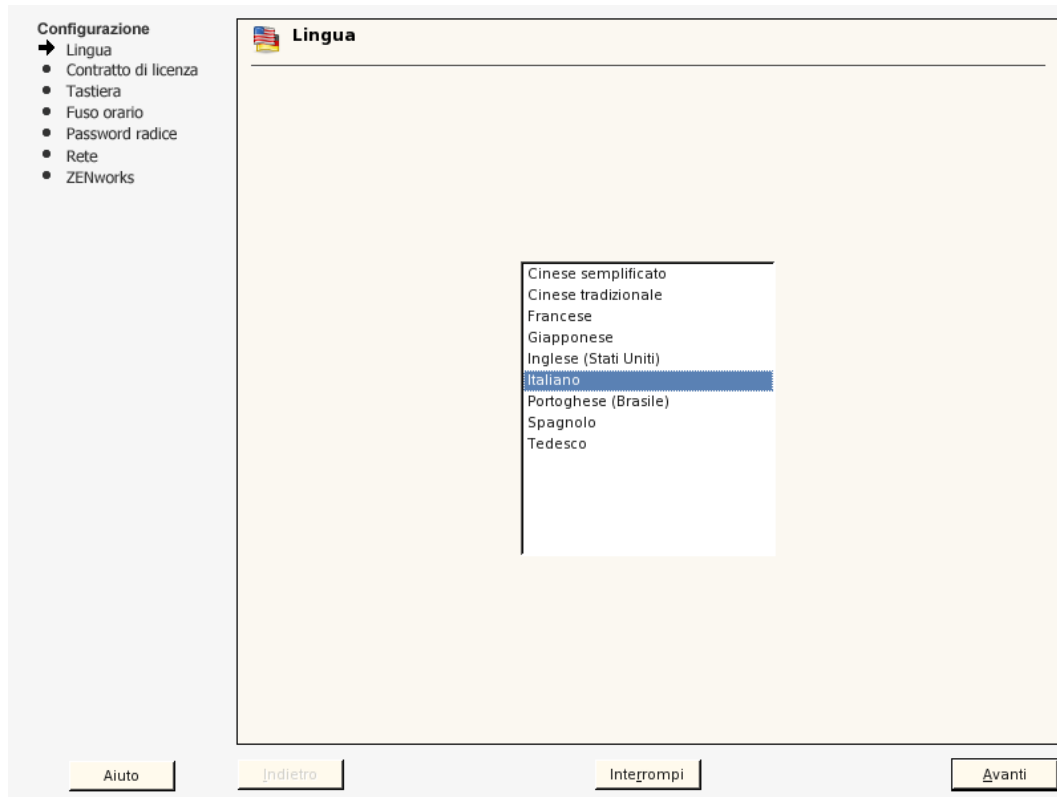 Configurazione
Lingua
Contratto di licenza
Tastiera
Fuso orario
Password radice
Rete
ZENworks
Lingua
Cinese semplificato
Cinese tradizionale
Francese
Giapponese
Inglese (Stati Uniti)
Italiano
Portoghese (Brasile)
Spagnolo
Tedesco
Aiuto
Indietro
Interrompi
Avanti